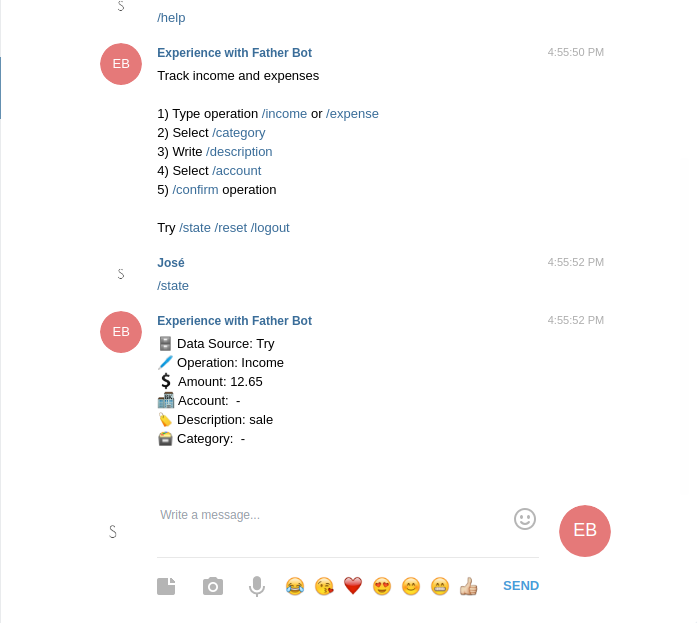 S
/help
EB
Experience with Father Bot
4:55:50 PM
Track income and expenses
1) Type operation /income or /expense
2) Select /category
3) Write /description
4) Select /account
5) /confirm operation
Try /state /reset /logout
S
José
4:55:52 PM
/state
EB
Experience with Father Bot
4:55:52 PM
Data Source: Try
Operation: Income
$ Amount: 12.65
Account: -
Description: sale
Category: -
S
Write a message...
EB
SEND